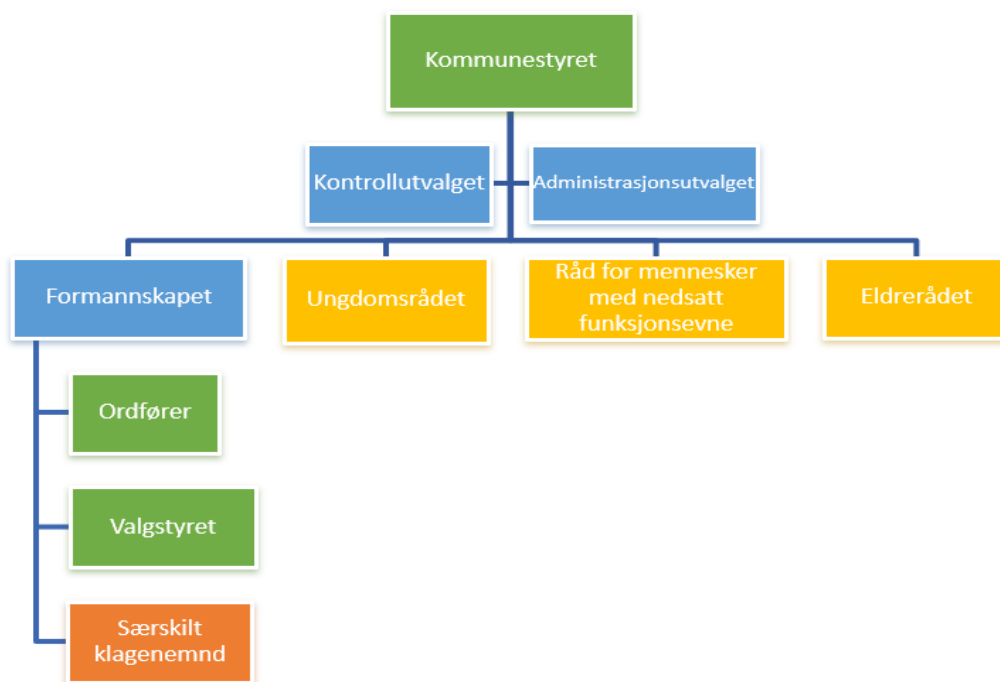 Kommunestyret
Kontrollutvalget
Administrasjonsutvalget
Formannskapet
Ungdomsrådet
Råd for mennesker
med nedsatt
funksjonsevne
Eldrerådet
Ordfører
Valgstyret
Særskilt
klagenemnd